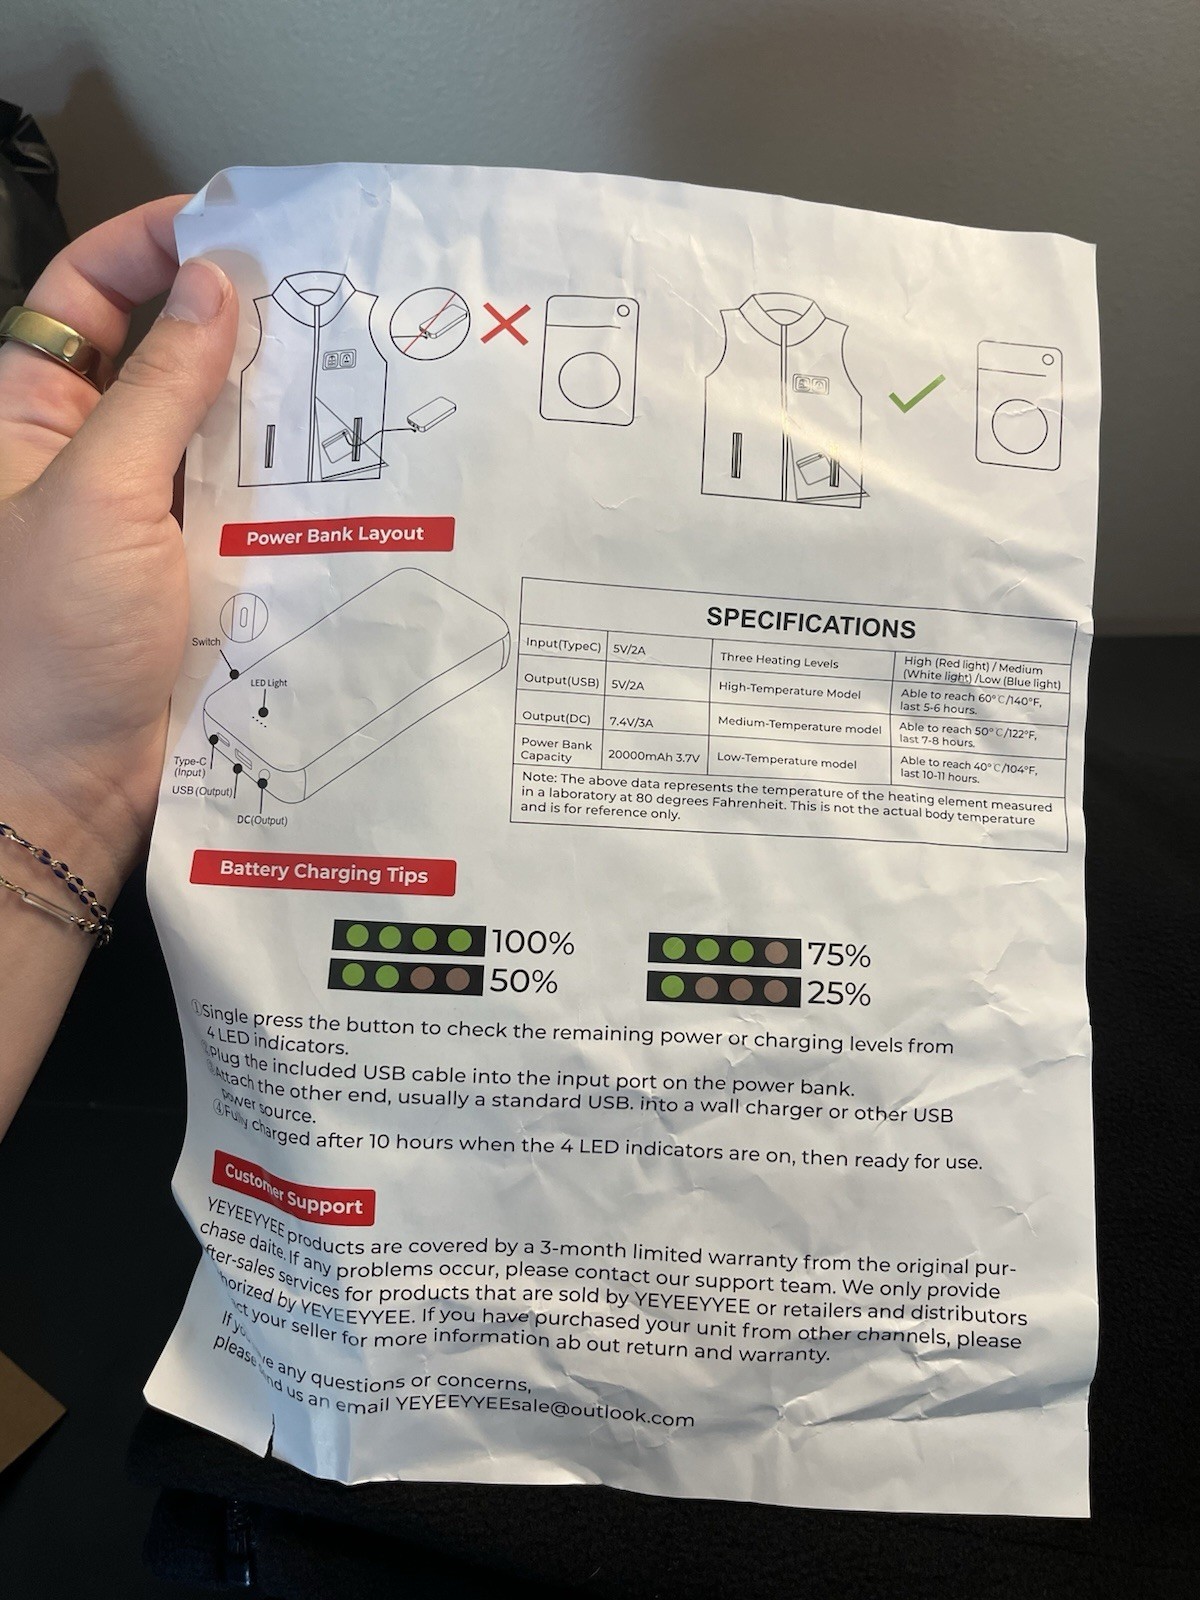 Power Bank Layout
Switch
LED Light
Type-C
(Input)
USB (Output)
DC(Output)
SPECIFICATIONS
Input(TypeC) 5V/2A Three Heating Levels High (Red light) / Medium
(White light) /Low (Blue light)
Output(USB) 5V/2A High-Temperature Model Able to reach 60°C/140°F,
last 5-6 hours.
Output(DC) 7.4V/3A Medium-Temperature model Able to reach 50°C/122°F,
last 7-8 hours.
Power Bank
Capacity 20000mAh 3.7V Low-Temperature model Able to reach 40°C/104°F,
last 10-11 hours.
Note: The above data represents the temperature of the heating element measured
in a laboratory at 80 degrees Fahrenheit. This is not the actual body temperature
and is for reference only.
Battery Charging Tips
100% 75%
50% 25%
①Single press the button to check the remaining power or charging levels from
4 LED indicators.
Plug the included USB cable into the input port on the power bank.
Attach the other end, usually a standard USB. into a wall charger or other USB
power source.
④Fully charged after 10 hours when the 4 LED indicators are on, then ready for use.
Customer Support
YEYEEYYEE products are covered by a 3-month limited warranty from the original pur-
chase daite. If any problems occur, please contact our support team. We only provide
fter-sales services for products that are sold by YEYEEYYEE or retailers and distributors
horized by YEYEEYYEE. If you have purchased your unit from other channels, please
ct your seller for more information ab out return and warranty.
If yo ve any questions or concerns,
please nd us an email YEYEEYYEEsale@outlook.com